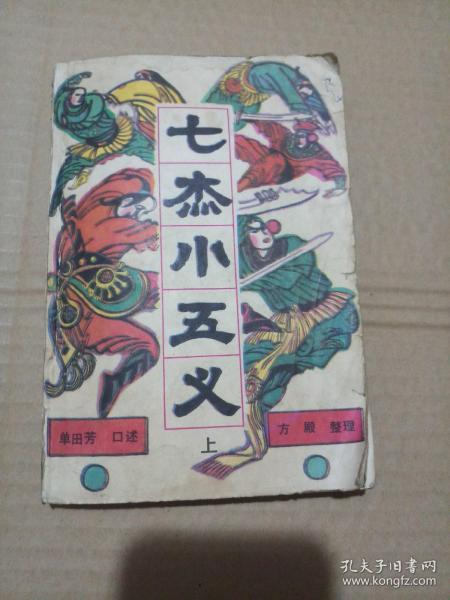 七杰小五义
上
单田芳 口述
方殿 整理
孔夫子旧书网
www.kongfz.com